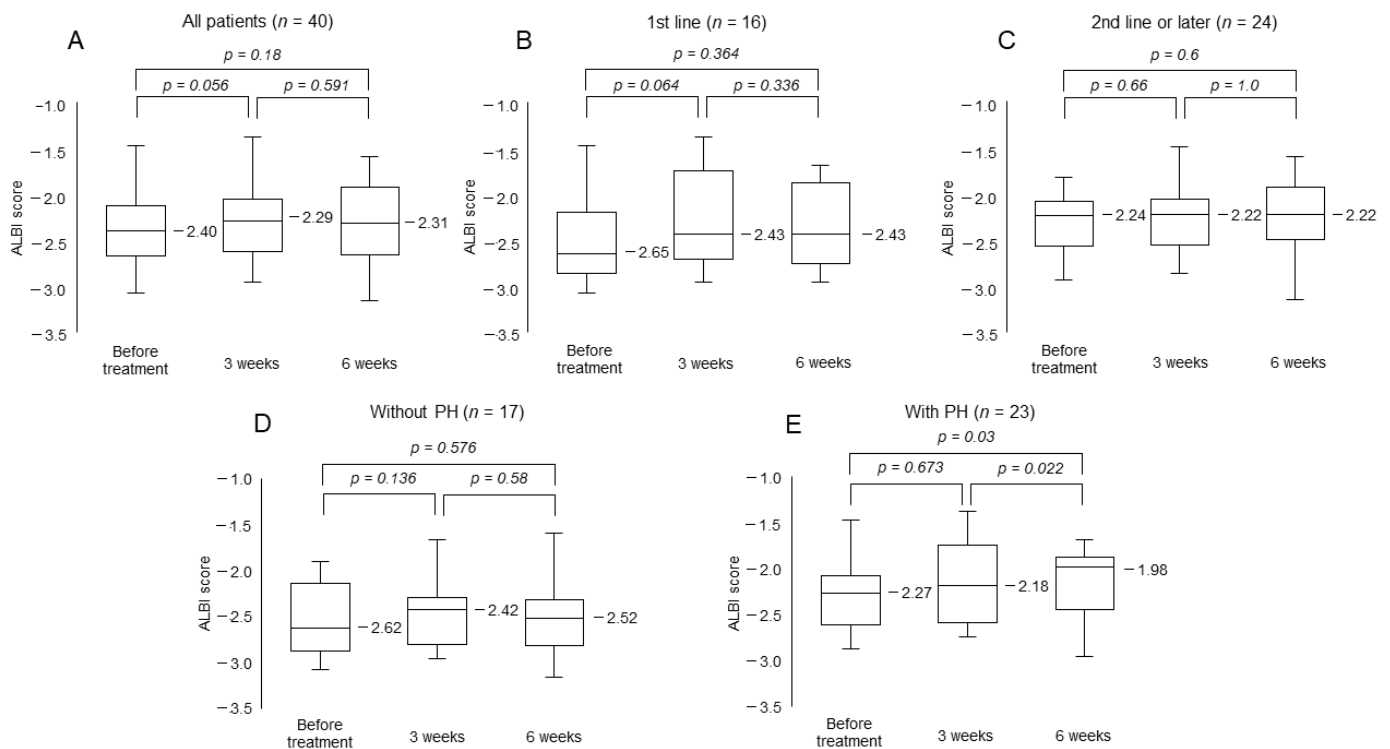 A
All patients (n = 40)
p = 0.18
p = 0.056
p = 0.591
ALBI score
−1.0
−1.5
−2.0
−2.5
−3.0
−3.5
−2.40
−2.29
−2.31
Before
treatment
3 weeks
6 weeks
B
1st line (n = 16)
p = 0.364
p = 0.064
p = 0.336
ALBI score
−1.0
−1.5
−2.0
−2.5
−3.0
−3.5
−2.65
−2.43
−2.43
Before
treatment
3 weeks
6 weeks
C
2nd line or later (n = 24)
p = 0.6
p = 0.66
p = 1.0
ALBI score
−1.0
−1.5
−2.0
−2.5
−3.0
−3.5
−2.24
−2.22
−2.22
Before
treatment
3 weeks
6 weeks
D
Without PH (n = 17)
p = 0.576
p = 0.136
p = 0.58
ALBI score
−1.0
−1.5
−2.0
−2.5
−3.0
−3.5
−2.62
−2.42
−2.52
Before
treatment
3 weeks
6 weeks
E
With PH (n = 23)
p = 0.03
p = 0.673
p = 0.022
ALBI score
−1.0
−1.5
−2.0
−2.5
−3.0
−3.5
−2.27
−2.18
−1.98
Before
treatment
3 weeks
6 weeks